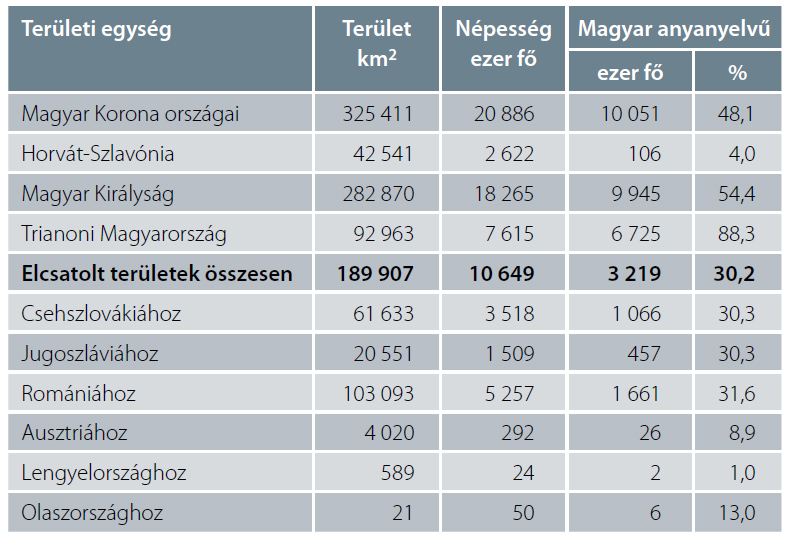 Területi egység Terület km² Népesség ezer fő Magyar anyanyelvű
ezer fő %
Magyar Korona országai 325 411 20 886 10 051 48,1
Horvát-Szlavónia 42 541 2 622 106 4,0
Magyar Királyság 282 870 18 265 9 945 54,4
Trianoni Magyarország 92 963 7 615 6 725 88,3
Elcsatolt területek összesen 189 907 10 649 3 219 30,2
Csehszlovákiához 61 633 3 518 1 066 30,3
Jugoszláviához 20 551 1 509 457 30,3
Romániához 103 093 5 257 1 661 31,6
Ausztriához 4 020 292 26 8,9
Lengyelországhoz 589 24 2 1,0
Olaszországhoz 21 50 6 13,0